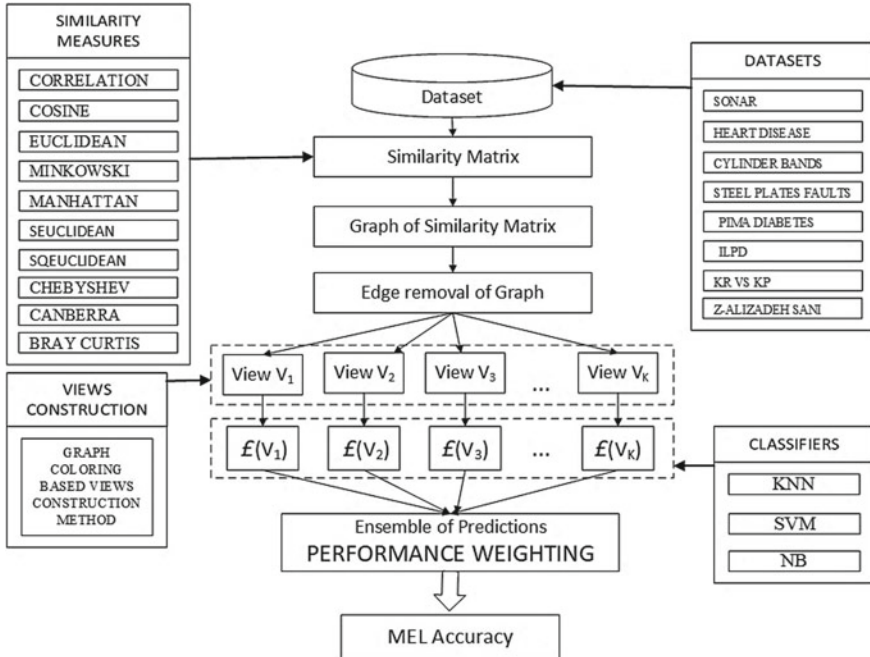 SIMILARITY
MEASURES
CORRELATION
COSINE
EUCLIDEAN
MINKOWSKI
MANHATTAN
SEUCLIDEAN
SQEUCLIDEAN
CHEBYSHEV
CANBERRA
BRAY CURTIS
VIEWS
CONSTRUCTION
GRAPH
COLORING
BASED VIEWS
CONSTRUCTION
METHOD
Dataset
Similarity Matrix
Graph of Similarity Matrix
Edge removal of Graph
View V1 View V2 View V3 ... View VK
£(V1) £(V2) £(V3) ... £(VK)
Ensemble of Predictions
PERFORMANCE WEIGHTING
MEL Accuracy
DATASETS
SONAR
HEART DISEASE
CYLINDER BANDS
STEEL PLATES FAULTS
PIMA DIABETES
ILPD
KR VS KP
Z-ALIZADEH SANI
CLASSIFIERS
KNN
SVM
NB